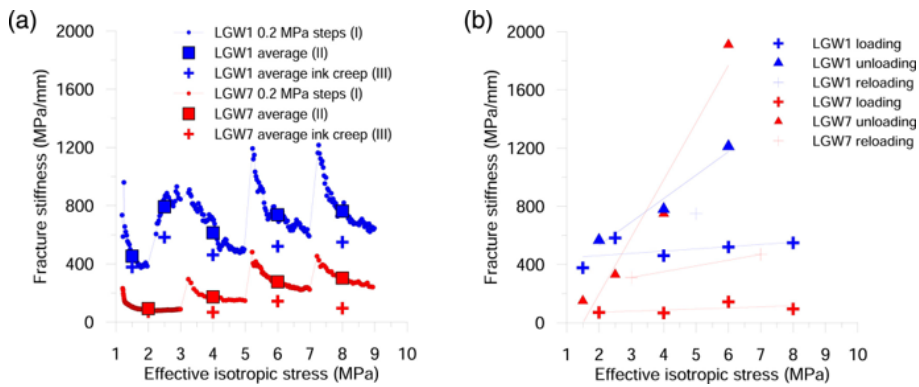 (a)
2000
1600
1200
800
400
0
Fracture stiffness (MPa/mm)
LGW1 0.2 MPa steps (I)
LGW1 average (II)
LGW1 average ink creep (III)
LGW7 0.2 MPa steps (I)
LGW7 average (II)
LGW7 average ink creep (III)
1 2 3 4 5 6 7 8 9 10
Effective isotropic stress (MPa)
(b)
2000
1600
1200
800
400
0
Fracture stiffness (MPa/mm)
LGW1 loading
LGW1 unloading
LGW1 reloading
LGW7 loading
LGW7 unloading
LGW7 reloading
1 2 3 4 5 6 7 8 9 10
Effective isotropic stress (MPa)